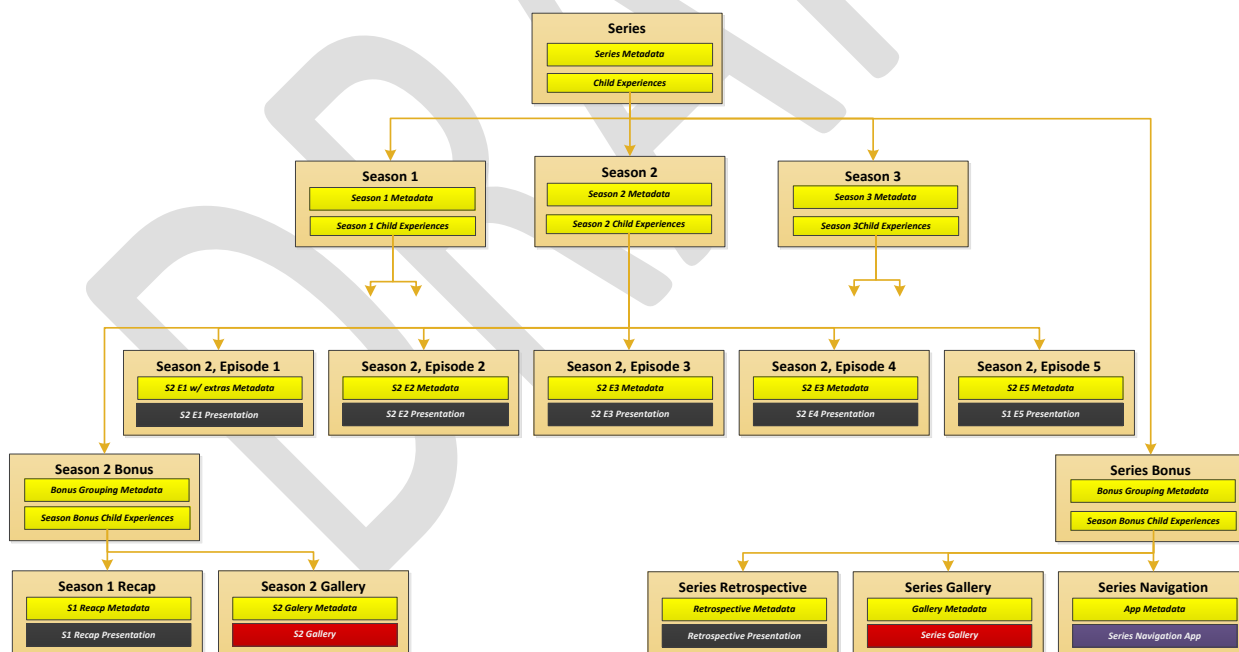 Series
Series Metadata
Child Experiences
Season 1
Season 1 Metadata
Season 1 Child Experiences
Season 2
Season 2 Metadata
Season 2 Child Experiences
Season 3
Season 3 Metadata
Season 3Child Experiences
Season 2, Episode 1
S2 E1 w/ extras Metadata
S2 E1 Presentation
Season 2, Episode 2
S2 E2 Metadata
S2 E2 Presentation
Season 2, Episode 3
S2 E3 Metadata
S2 E3 Presentation
Season 2, Episode 4
S2 E3 Metadata
S2 E4 Presentation
Season 2, Episode 5
S2 E5 Metadata
S1 E5 Presentation
Season 2 Bonus
Bonus Grouping Metadata
Season Bonus Child Experiences
Series Bonus
Bonus Grouping Metadata
Season Bonus Child Experiences
Season 1 Recap
S1 Reacp Metadata
S1 Recap Presentation
Season 2 Gallery
S2 Galery Metadata
S2 Gallery
Series Retrospective
Retrospective Metadata
Retrospective Presentation
Series Gallery
Gallery Metadata
Series Gallery
Series Navigation
App Metadata
Series Navigation App